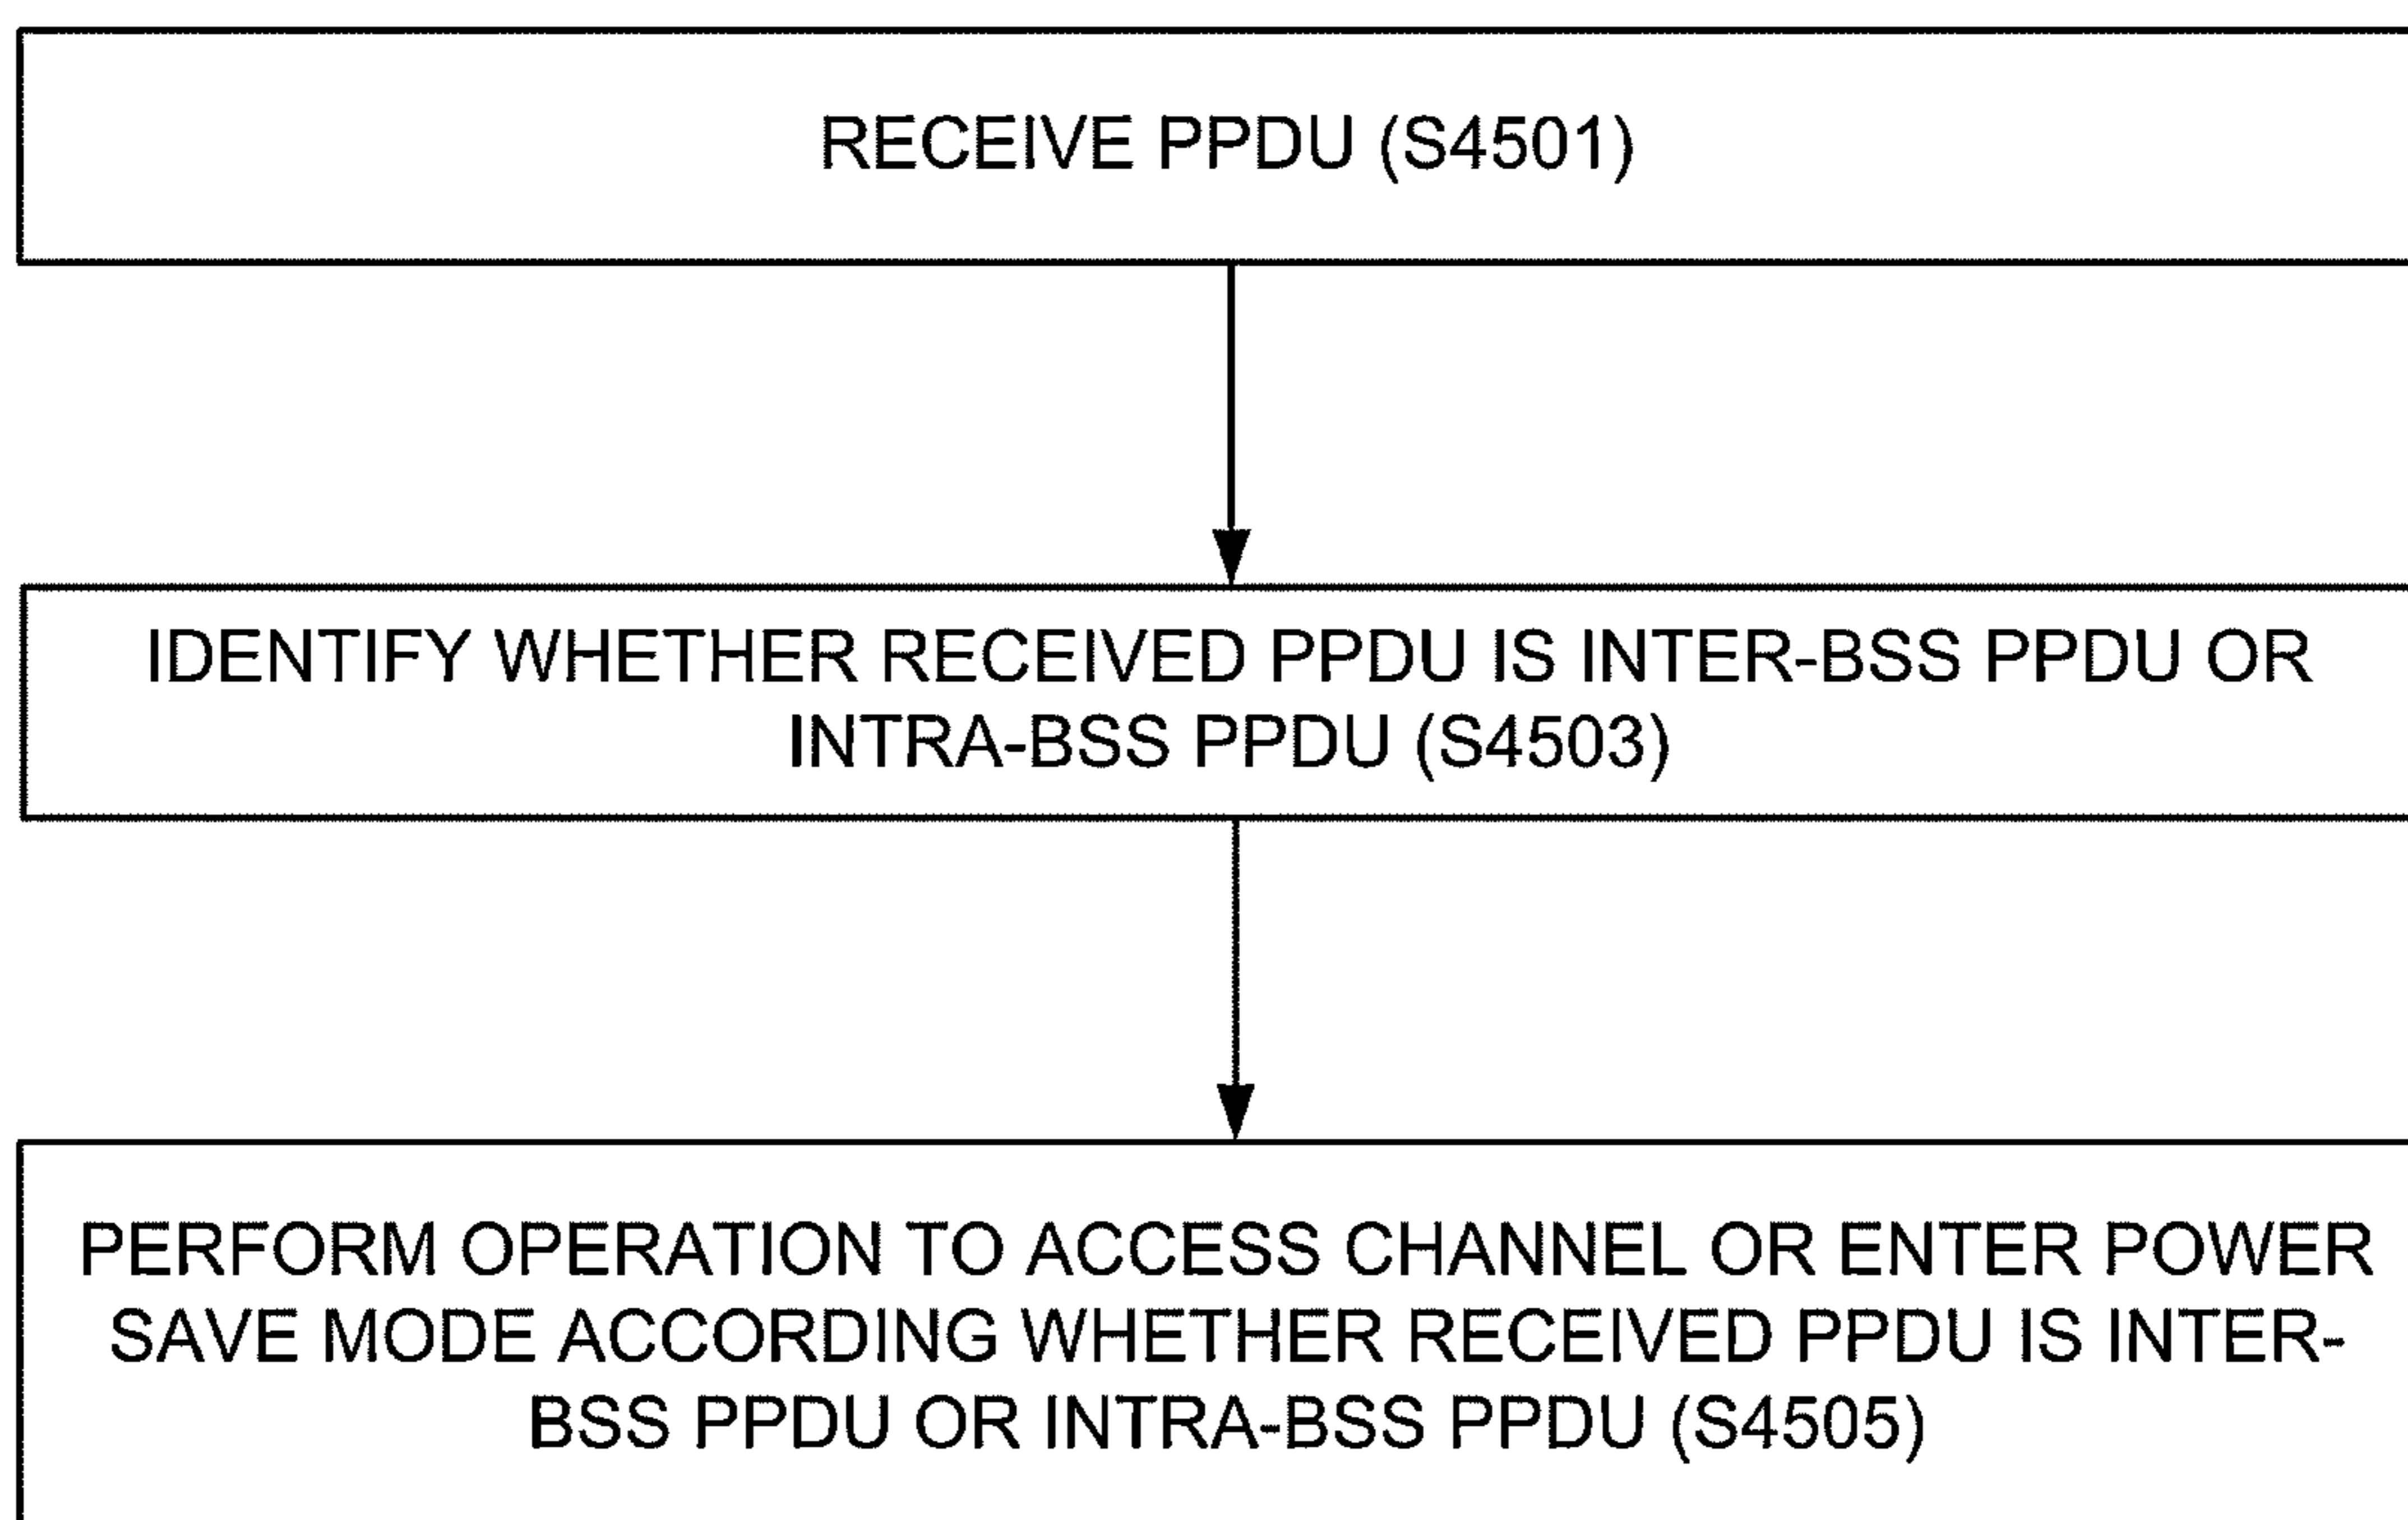 RECEIVE PPDU (S4501)
IDENTIFY WHETHER RECEIVED PPDU IS INTER-BSS PPDU OR
INTRA-BSS PPDU (S4503)
PERFORM OPERATION TO ACCESS CHANNEL OR ENTER POWER
SAVE MODE ACCORDING WHETHER RECEIVED PPDU IS INTER-
BSS PPDU OR INTRA-BSS PPDU (S4505)